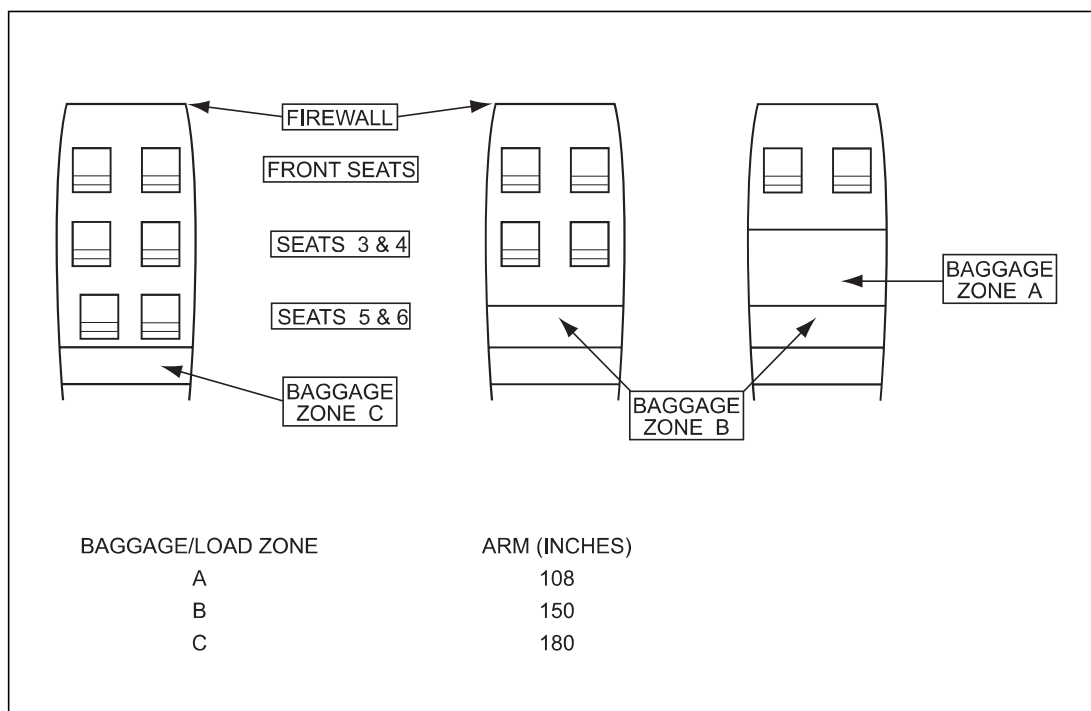 FIREWALL
FRONT SEATS
SEATS 3 & 4
BAGGAGE
ZONE A
SEATS 5 & 6
BAGGAGE
ZONE C
BAGGAGE
ZONE B
BAGGAGE/LOAD ZONE ARM (INCHES)
A 108
B 150
C 180